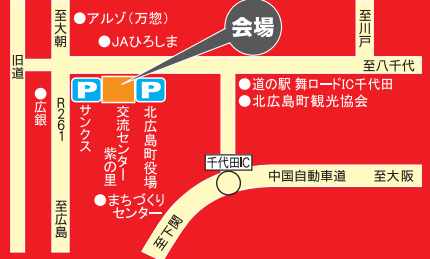 至大朝
●アルゾ(万惣)
●JAひろしま
会場
至川戸
旧道
至八千代
P
P
●道の駅 舞ロードIC千代田
●北広島町観光協会
●広銀
R261
サンクス
交流センター
紫の里
北広島町役場
千代田IC
中国自動車道
至大阪
●まちづくり
センター
至広島
至下関